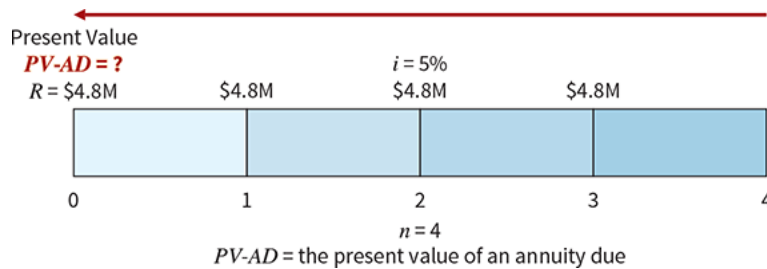 Present Value
PV-AD = ? i = 5%
R = $4.8M $4.8M $4.8M $4.8M
0 1 2 3 4
n = 4
PV-AD = the present value of an annuity due